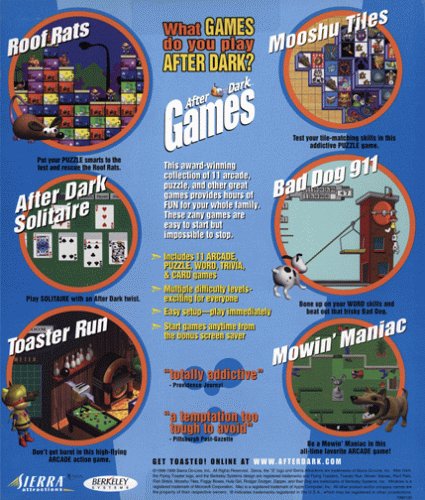 Roof Rats
Put your PUZZLE smarts to the
test and rescue the Roof Rats.
What GAMES
do you play
AFTER DARK?
After Dark
Games
This award-winning
collection of 11 arcade,
puzzle, and other great
games provides hours of
FUN for your whole family.
These zany games are
easy to start but
impossible to stop.
Includes 11 ARCADE,
PUZZLE, WORD, TRIVIA,
& CARD games
Multiple difficulty levels-
exciting for everyone
Easy setup—play immediately
Start games anytime from
the bonus screen saver
"totally addictive"
- Providence Journal
"a temptation too
tough to avoid"
- Pittsburgh Post-Gazette
Mooshu Tiles
Test your tile-matching skills in this
addictive PUZZLE game.
After Dark
Solitaire
Play SOLITAIRE with an After Dark twist.
Bad Dog 911
Bone up on your WORD skills and
beat out that frisky Bad Dog.
Toaster Run
Don't get burnt in this high-flying
ARCADE action game.
Mowin' Maniac
Be a Mowin' Maniac in this
all-time favorite ARCADE game!
GET TOASTED! ONLINE AT WWW.AFTERDARK.COM
SIERRA
attractions
BERKELEY
SYSTEMS